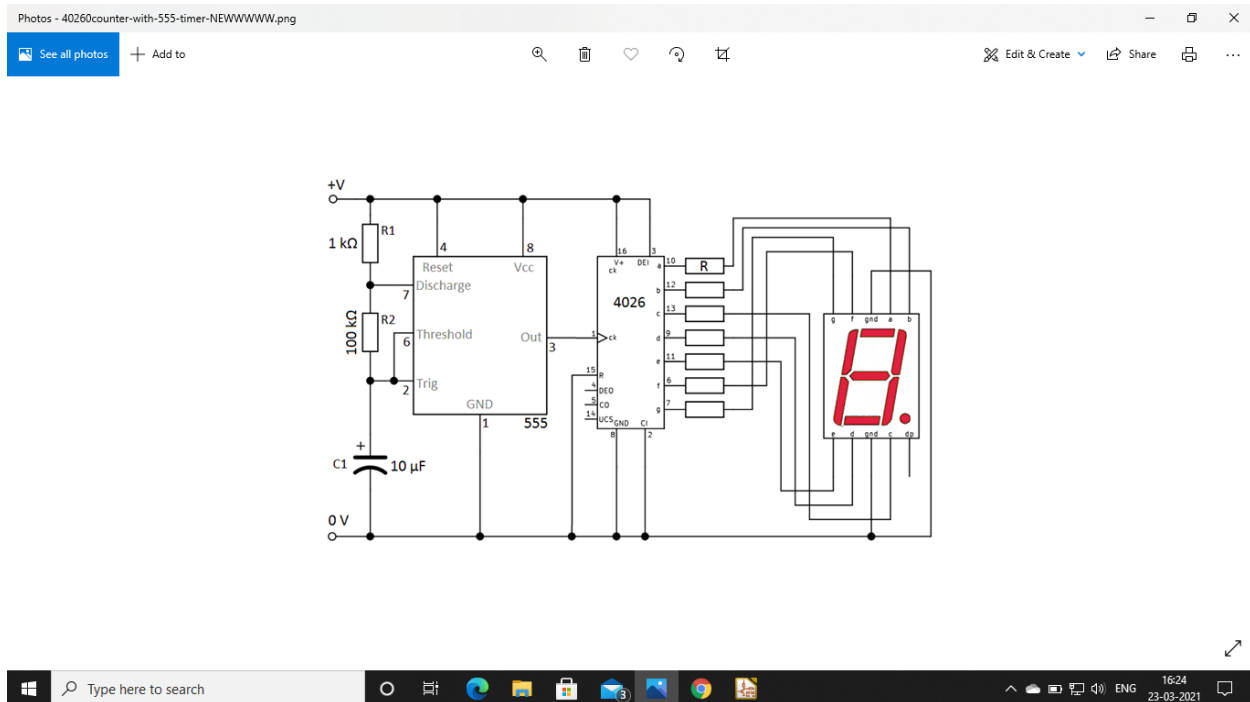 Photos - 40260counter-with-555-timer-NEWWWWW.png
See all photos
Add to
Edit & Create
Share
+V
R1
1 kΩ
4
8
16
3
Reset
Vcc
V+
DEI
a
10
R
ck
Discharge
7
b
12
4026
c
13
g
f
gnd
a
b
R2
100 kΩ
Threshold
6
Out
3
1
ck
d
9
e
11
15
R
Trig
2
4
DEO
f
6
5
CO
g
7
GND
14
UCS
GND
CI
1
555
8
2
e
d
gnd
c
dp
+
C1
10 µF
0 V
Type here to search
3
ENG
16:24
23-03-2021